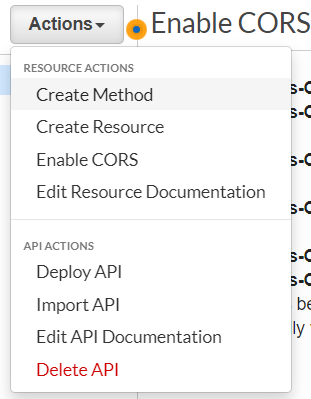 Actions
Enable CORS
RESOURCE ACTIONS
Create Method
Create Resource
Enable CORS
Edit Resource Documentation
API ACTIONS
Deploy API
Import API
Edit API Documentation
Delete API